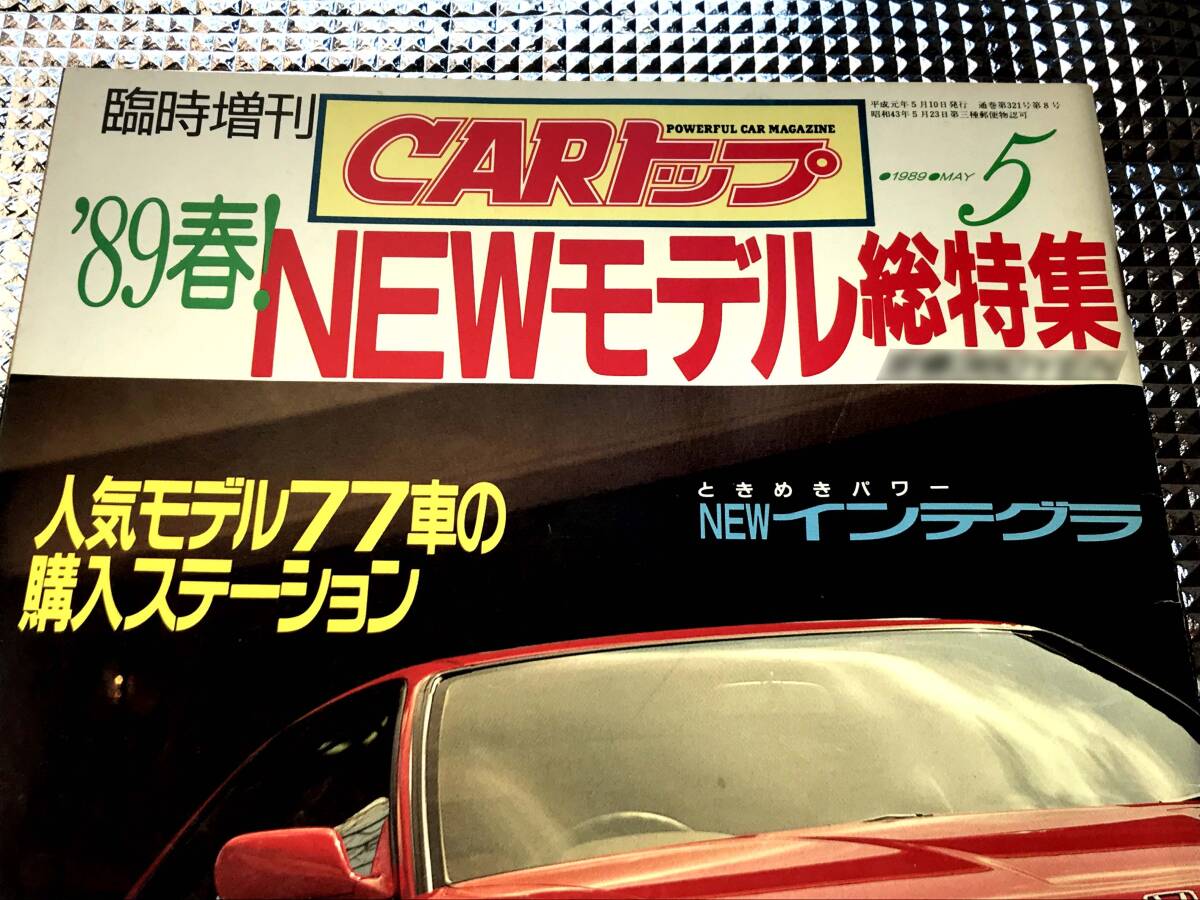 臨時増刊
CARトップ
POWERFUL CAR MAGAZINE
平成元年5月10日発行 通巻第321号第8号
昭和43年5月23日第三種郵便物認可
●1989●MAY 5
'89春!
NEWモデル総特集
人気モデル77車の
購入ステーション
ときめきパワー
NEWインテグラ